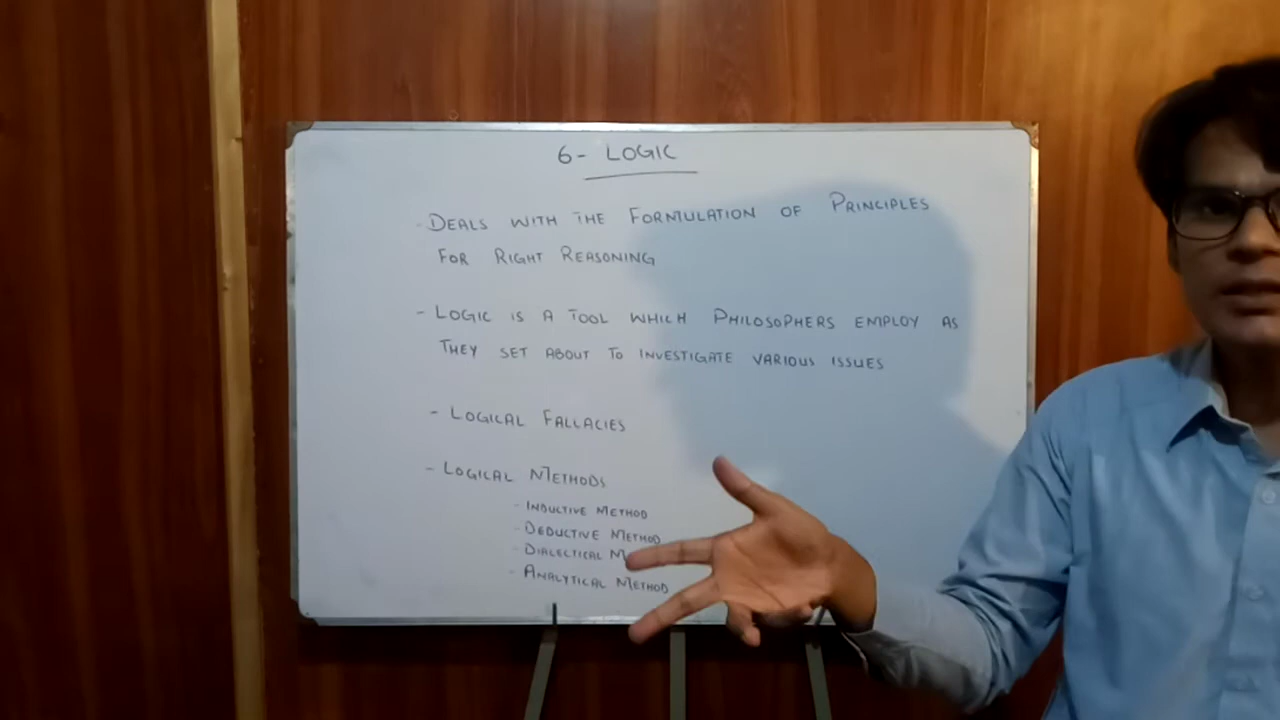 6- LOGIC
- DEALS WITH THE FORMULATION OF PRINCIPLES
FOR RIGHT REASONING
- LOGIC IS A TOOL WHICH PHILOSOPHERS EMPLOY AS
THEY SET ABOUT TO INVESTIGATE VARIOUS ISSUES
- LOGICAL FALLACIES
- LOGICAL METHODS
- INDUCTIVE METHOD
- DEDUCTIVE METHOD
- DIALECTICAL
- ANALYTICAL METHOD